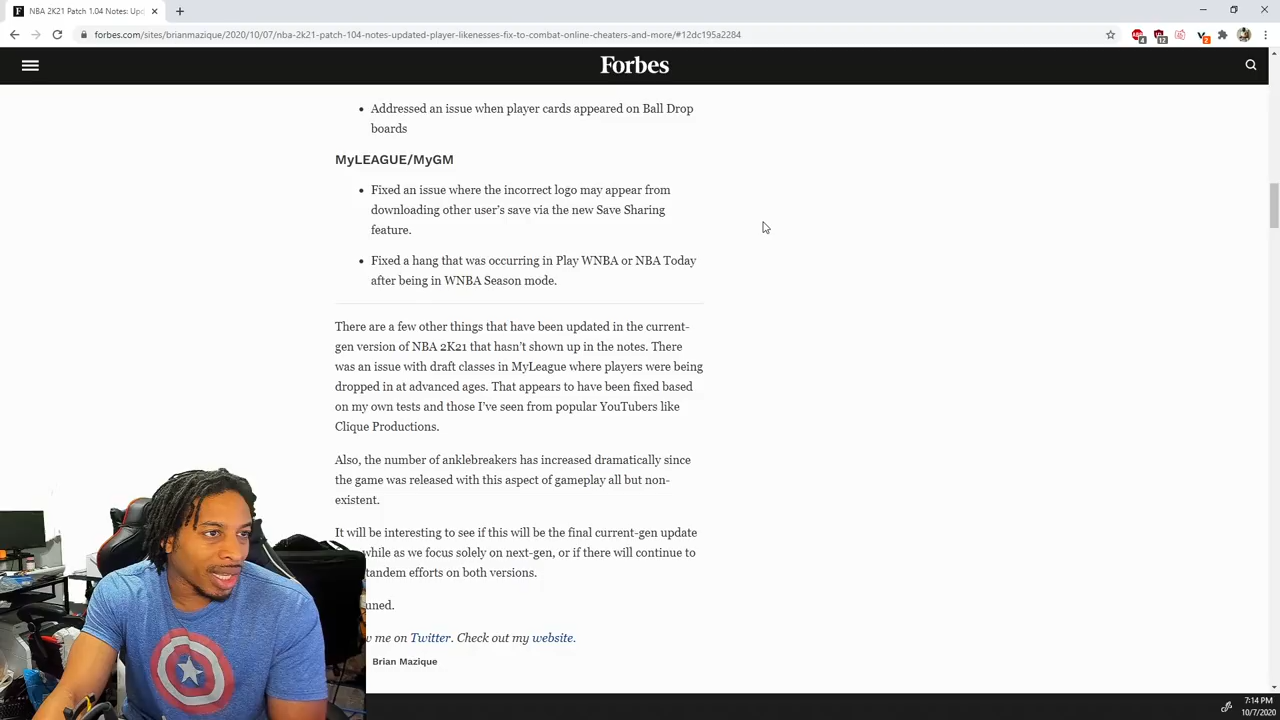 NBA 2K21 Patch 1.04 Notes: Upd
forbes.com/sites/brianmazique/2020/10/07/nba-2k21-patch-104-notes-updated-player-likenesses-fix-to-combat-online-cheaters-and-more/#12dc195a2284
Forbes
Addressed an issue when player cards appeared on Ball Drop
boards
MyLEAGUE/MyGM
Fixed an issue where the incorrect logo may appear from
downloading other user's save via the new Save Sharing
feature.
Fixed a hang that was occurring in Play WNBA or NBA Today
after being in WNBA Season mode.
There are a few other things that have been updated in the current-
gen version of NBA 2K21 that hasn't shown up in the notes. There
was an issue with draft classes in MyLeague where players were being
dropped in at advanced ages. That appears to have been fixed based
on my own tests and those I've seen from popular YouTubers like
Clique Productions.
Also, the number of anklebreakers has increased dramatically since
the game was released with this aspect of gameplay all but non-
existent.
It will be interesting to see if this will be the final current-gen update
while as we focus solely on next-gen, or if there will continue to
tandem efforts on both versions.
uned.
w me on Twitter. Check out my website.
Brian Mazique
7:14 PM
10/7/2020